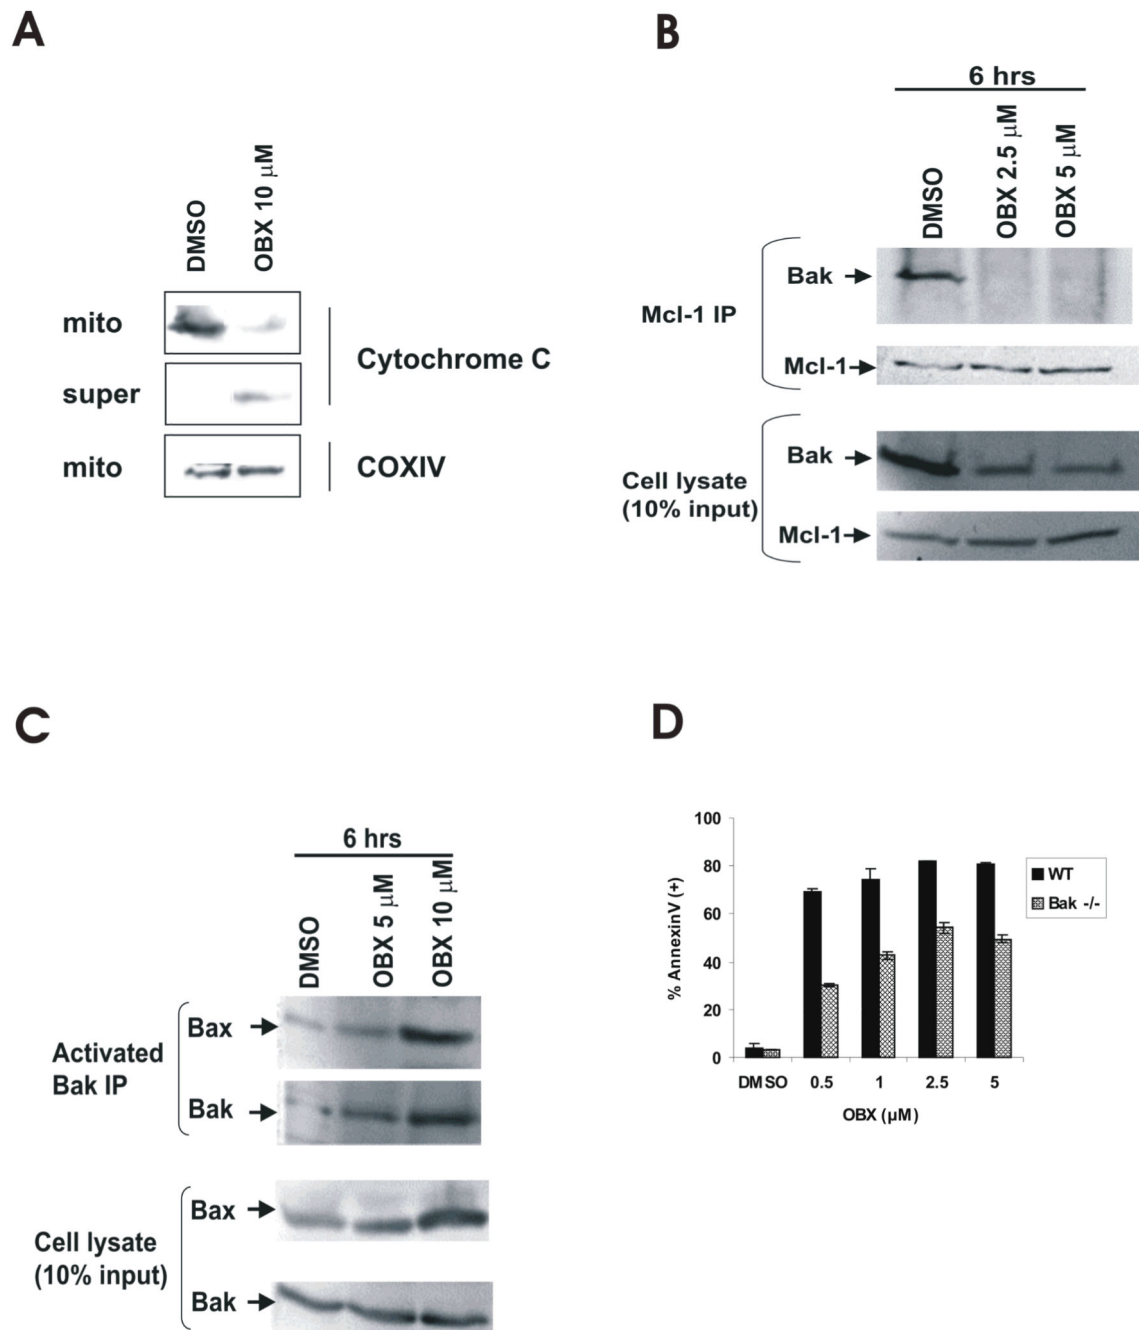 A
DMSO
OBX 10 µM
mito
super
Cytochrome C
mito
COXIV
B
6 hrs
DMSO
OBX 2.5 µM
OBX 5 µM
Mcl-1 IP
Bak
Mcl-1
Cell lysate
(10% input)
Bak
Mcl-1
C
6 hrs
DMSO
OBX 5 µM
OBX 10 µM
Activated
Bak IP
Bax
Bak
Cell lysate
(10% input)
Bax
Bak
D
% AnnexinV (+)
100
80
60
40
20
0
DMSO 0.5 1 2.5 5
OBX (µM)
WT
Bak -/-